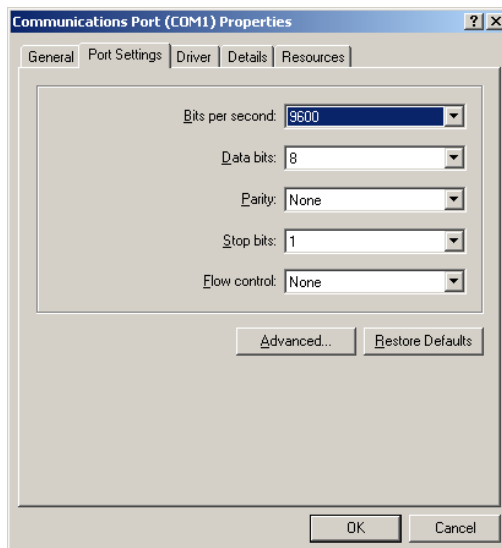 Communications Port (COM1) Properties
General Port Settings Driver Details Resources
Bits per second: 9600
Data bits: 8
Parity: None
Stop bits: 1
Flow control: None
Advanced... Restore Defaults
OK Cancel